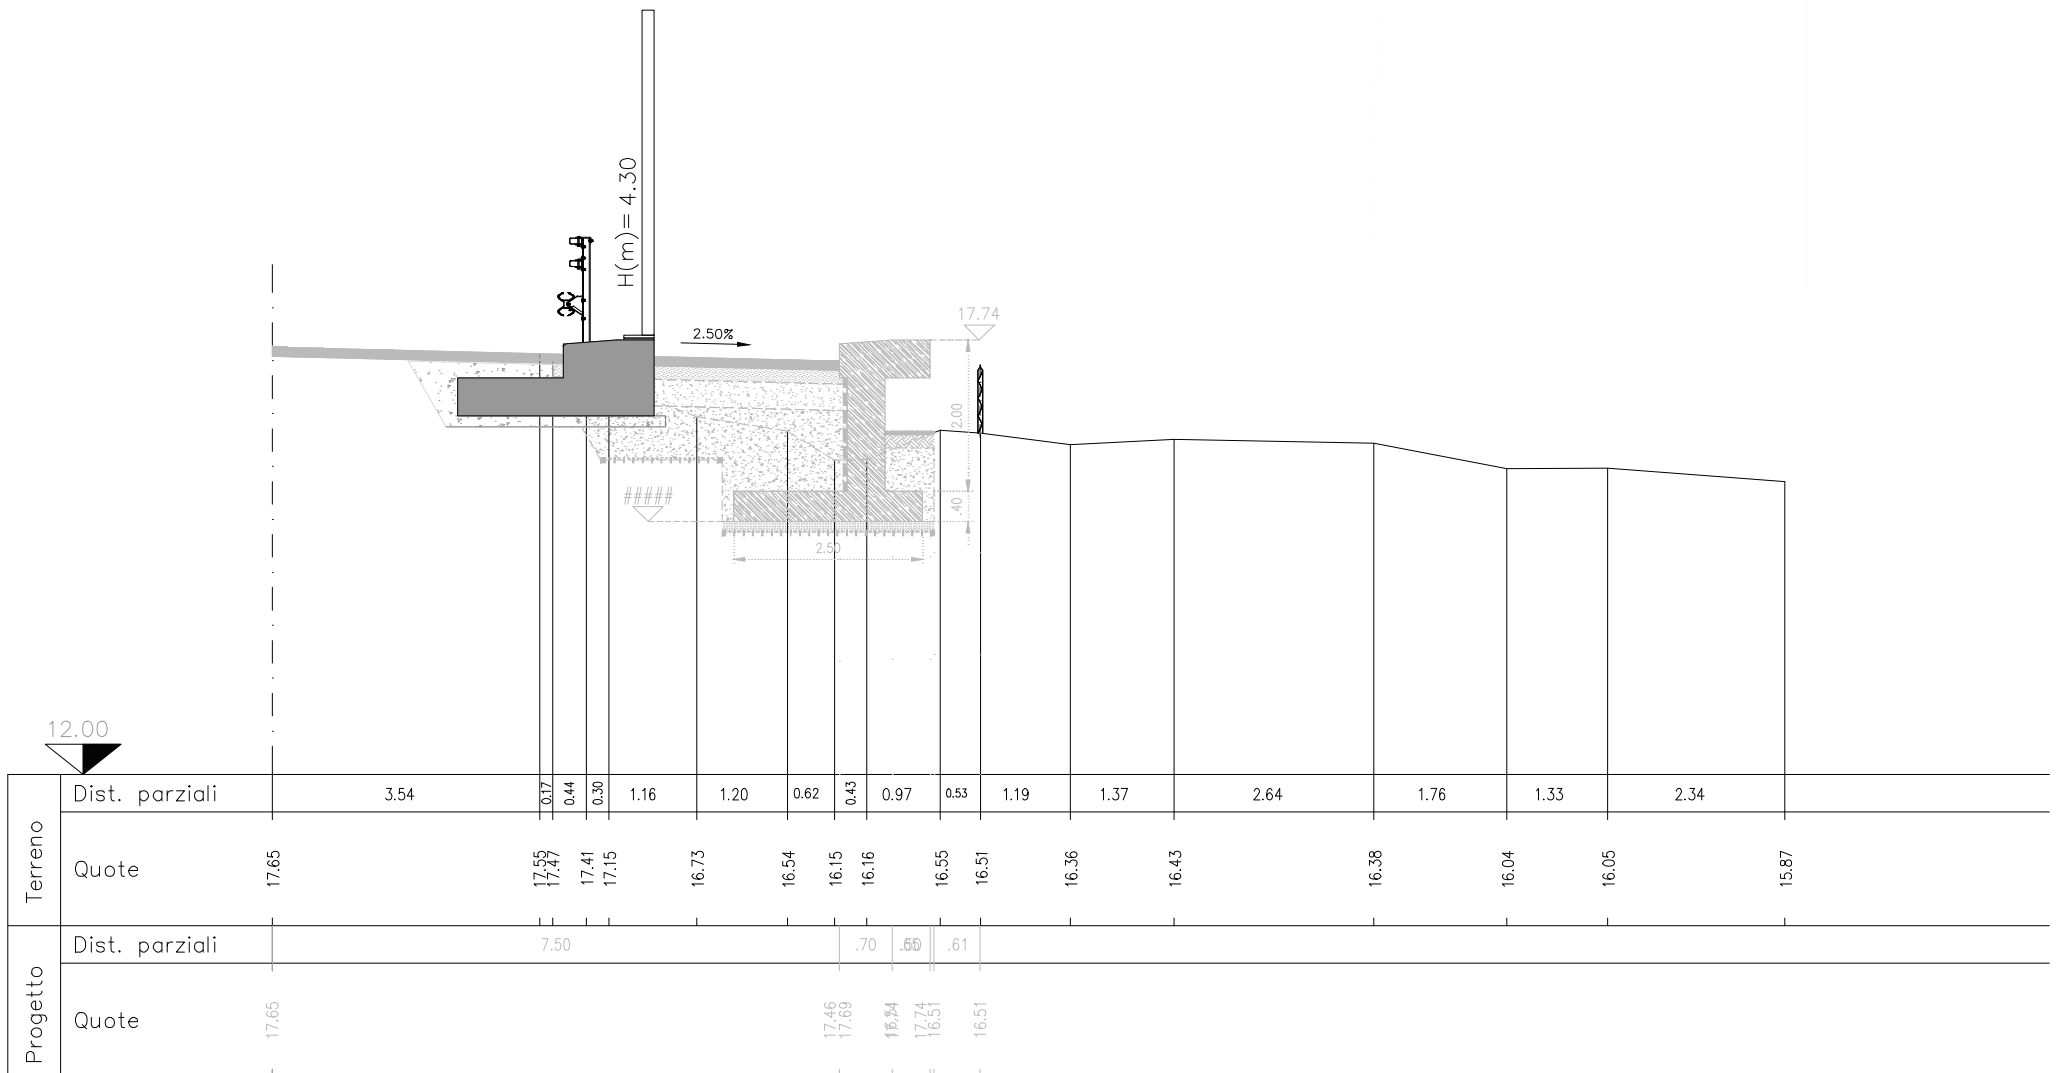 H(m)= 4.30
2.50%
17.74
2.00
.40
#####
2.50
12.00
Terreno
Dist. parziali
3.54 0.17 0.44 0.30 1.16 1.20 0.62 0.43 0.97 0.53 1.19 1.37 2.64 1.76 1.33 2.34
Quote
17.65 17.55 17.47 17.41 17.15 16.73 16.54 16.15 16.16 16.55 16.51 16.36 16.43 16.38 16.04 16.05 15.87
Progetto
Dist. parziali
7.50 .70 .61
Quote
17.65 17.46 17.69 17.74 16.51 16.51